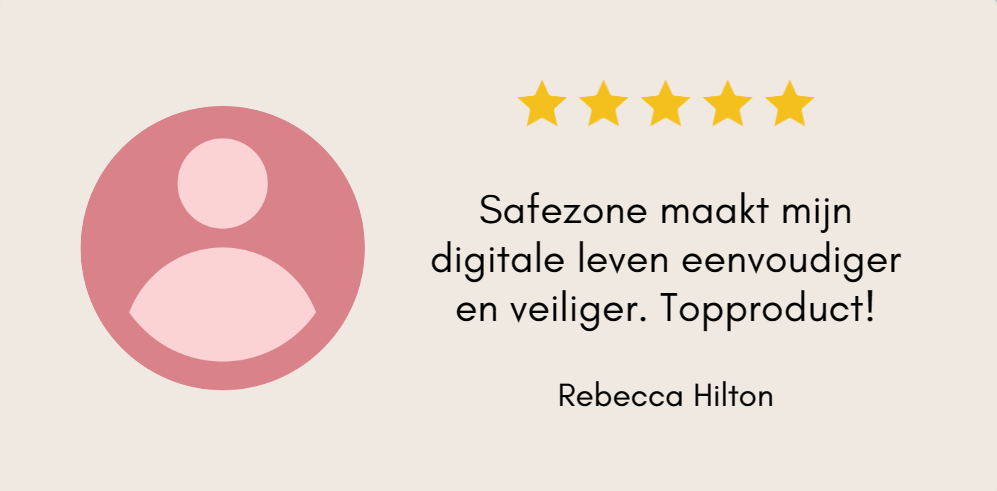 Safezone maakt mijn
digitale leven eenvoudiger
en veiliger. Topproduct!
Rebecca Hilton